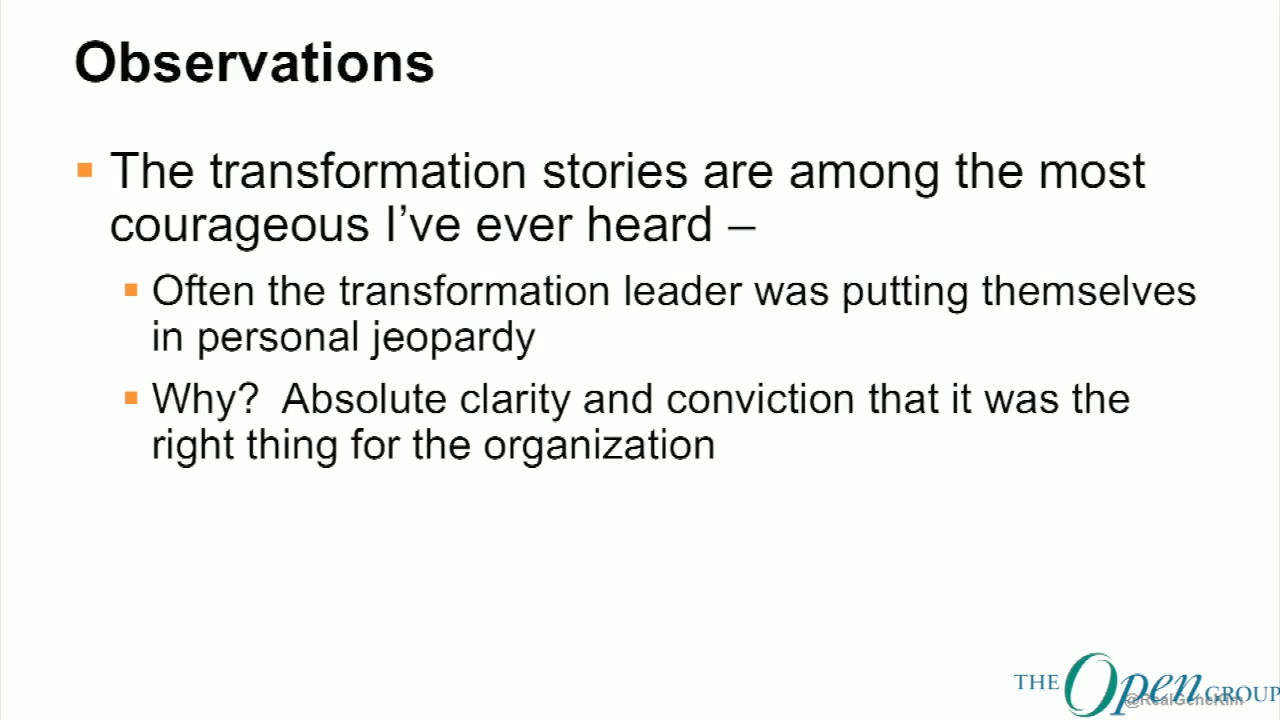 Observations
The transformation stories are among the most
courageous I’ve ever heard –
Often the transformation leader was putting themselves
in personal jeopardy
Why?  Absolute clarity and conviction that it was the
right thing for the organization
THE Open GROUP
@RealGeneKim